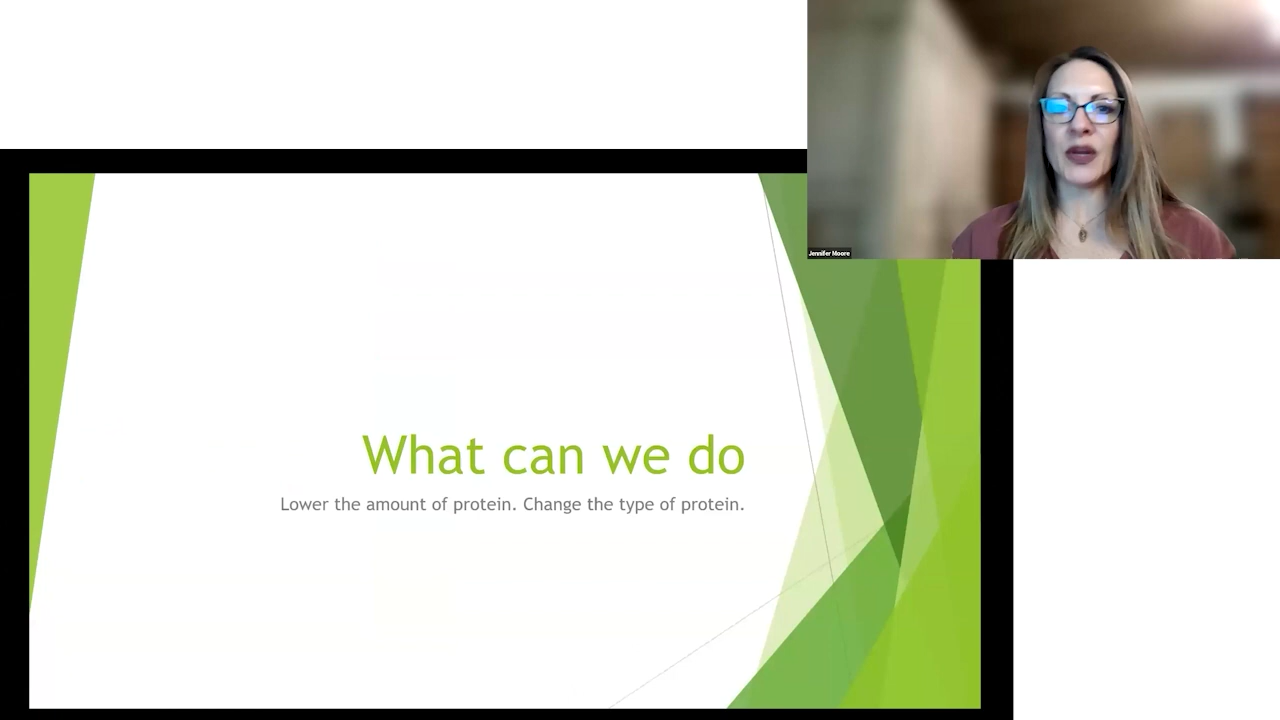 Jennifer Moore
What can we do
Lower the amount of protein. Change the type of protein.